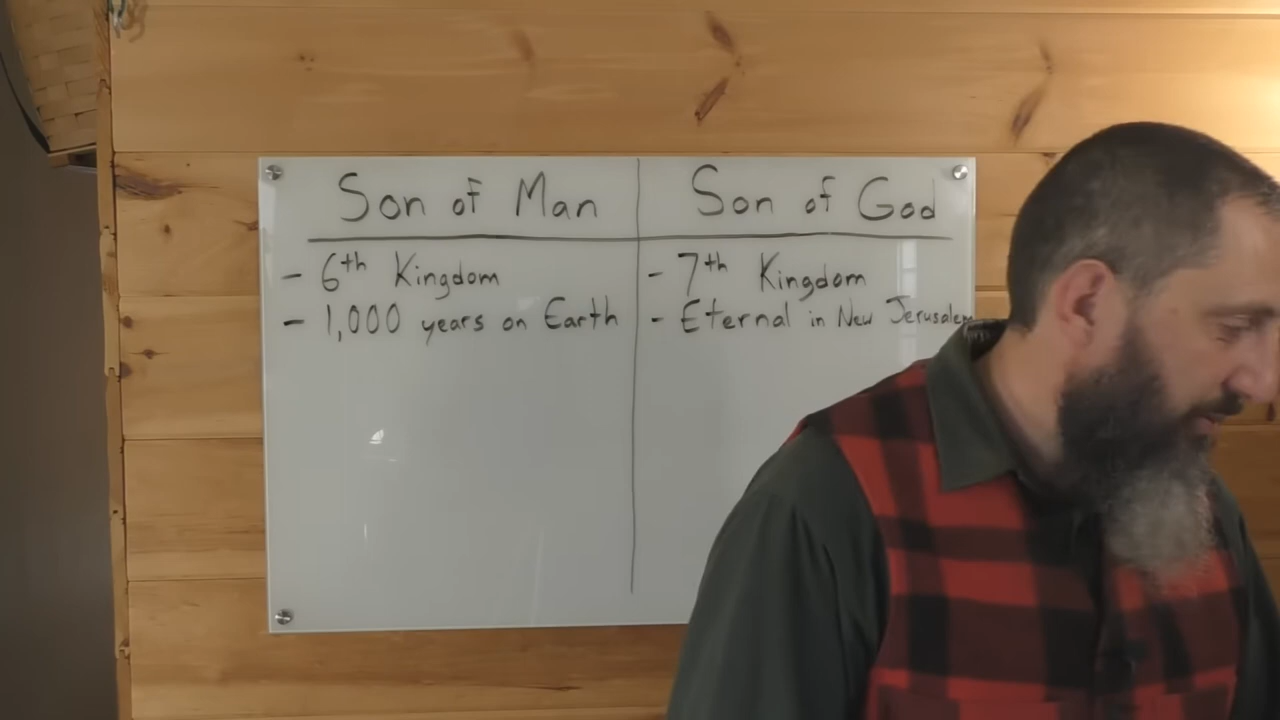 Son of Man
Son of God
- 6th Kingdom
- 1,000 years on Earth
- 7th Kingdom
- Eternal in New Jerusalem